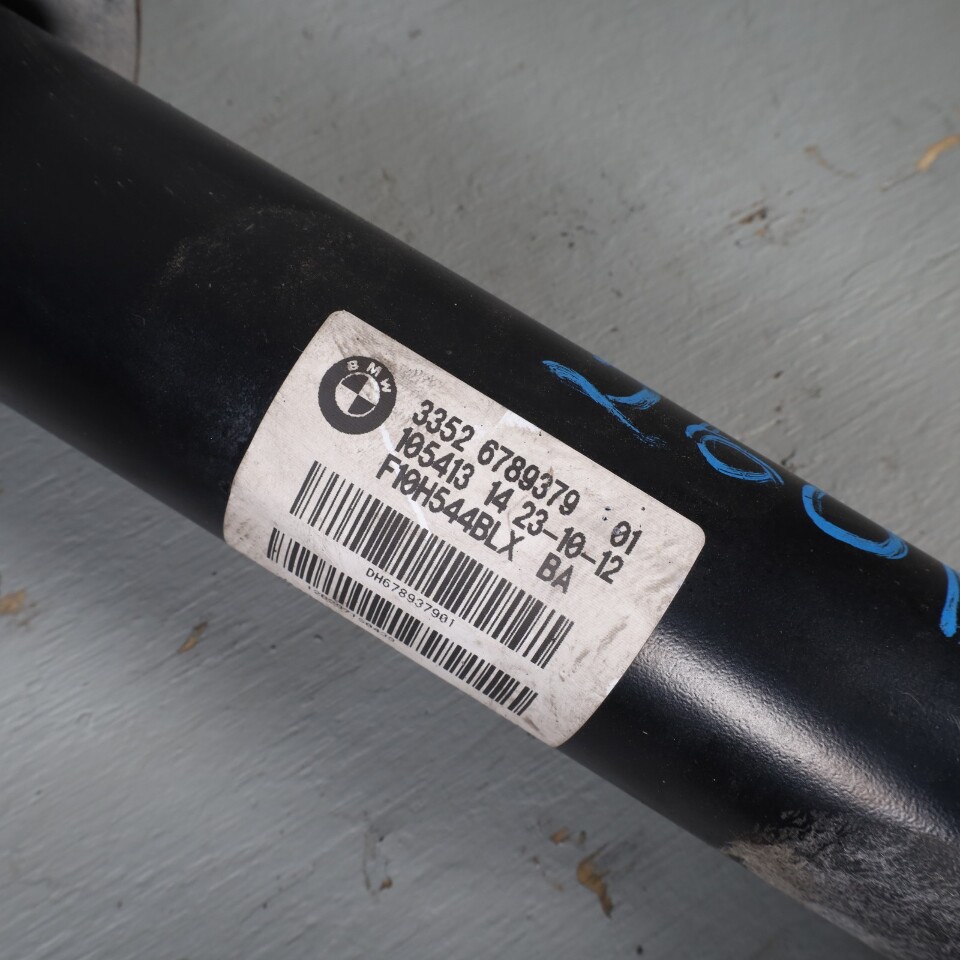 BMW
3352 6789379 01
105413 14 23-10-12
F10H544BLX BA
DH678937901